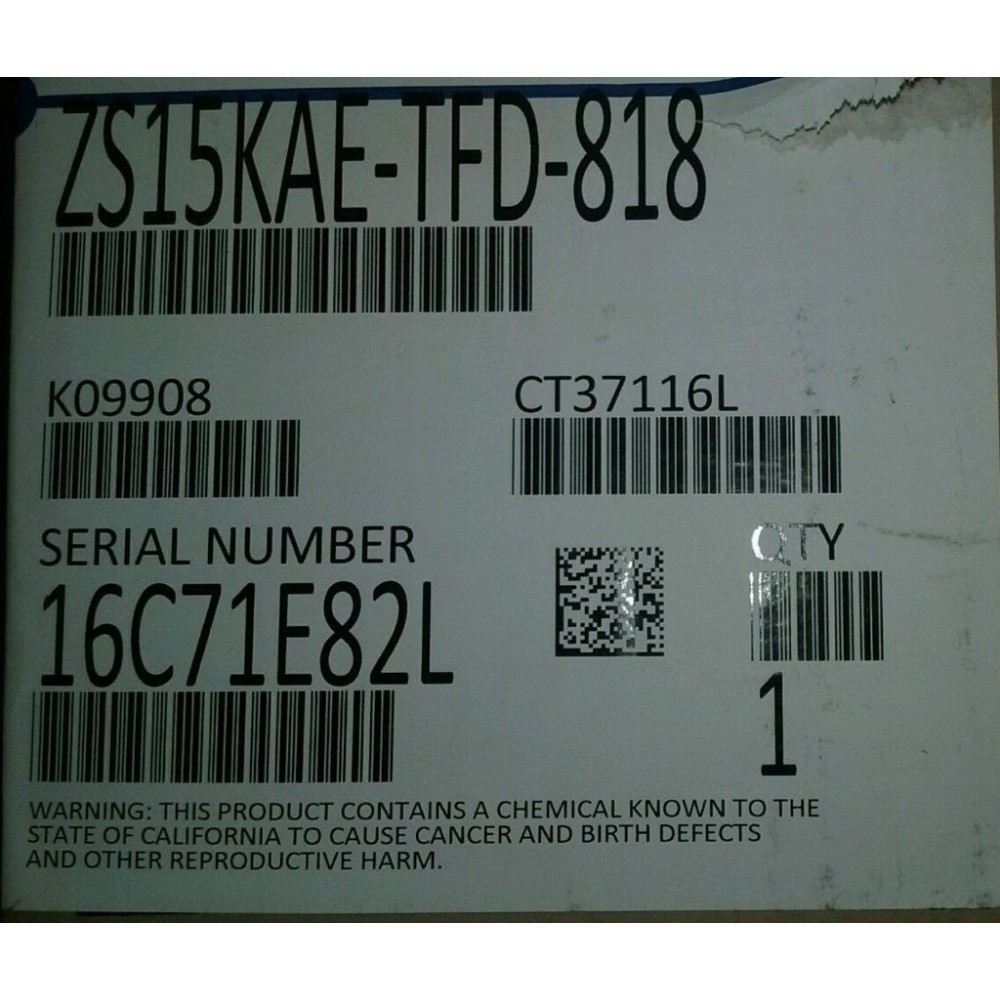 ZS15KAE-TFD-818
K09908
CT37116L
SERIAL NUMBER
16C71E82L
QTY
1
WARNING: THIS PRODUCT CONTAINS A CHEMICAL KNOWN TO THE
STATE OF CALIFORNIA TO CAUSE CANCER AND BIRTH DEFECTS
AND OTHER REPRODUCTIVE HARM.